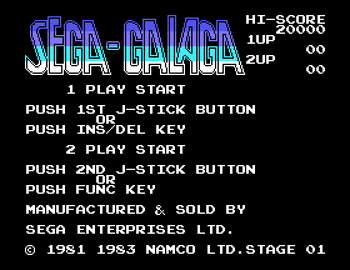 SEGA-GALAGA
HI-SCORE
20000
1UP
00
2UP
00
1 PLAY START
PUSH 1ST J-STICK BUTTON
OR
PUSH INS/DEL KEY
2 PLAY START
PUSH 2ND J-STICK BUTTON
OR
PUSH FUNC KEY
MANUFACTURED & SOLD BY
SEGA ENTERPRISES LTD.
© 1981 1983 NAMCO LTD.STAGE 01